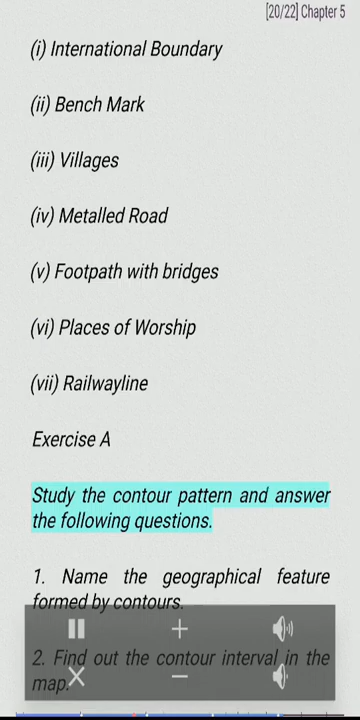 [20/22] Chapter 5
(i) International Boundary
(ii) Bench Mark
(iii) Villages
(iv) Metalled Road
(v) Footpath with bridges
(vi) Places of Worship
(vii) Railwayline
Exercise A
Study the contour pattern and answer
the following questions.
1. Name the geographical feature
formed by contours.
2. Find out the contour interval in the
map.